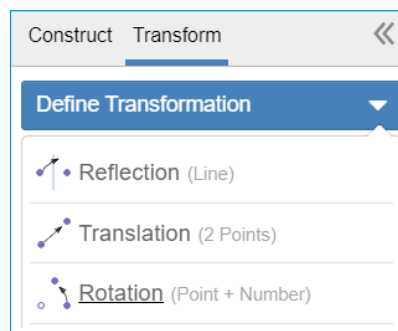 Construct Transform
Define Transformation
Reflection (Line)
Translation (2 Points)
Rotation (Point + Number)